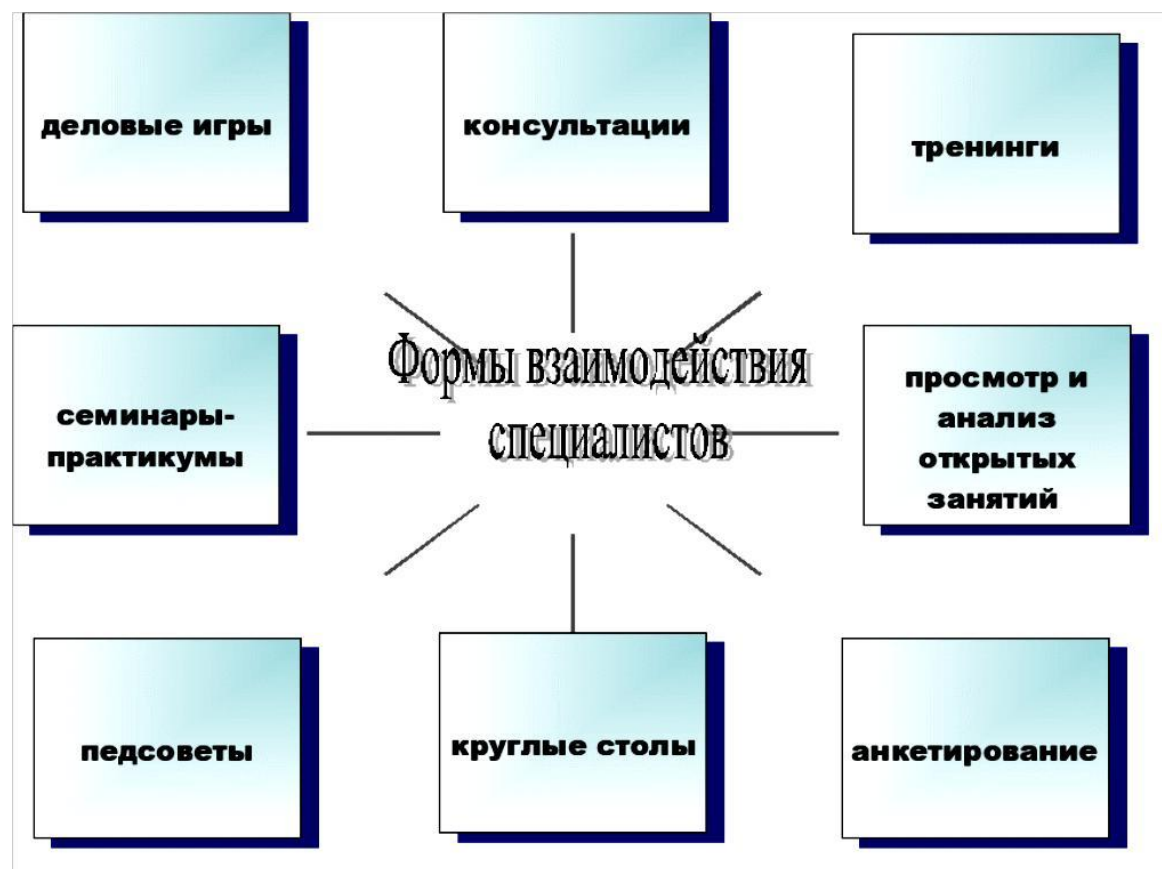 деловые игры
консультации
тренинги
Формы взаимодействия
специалистов
семинары-
практикумы
просмотр и
анализ
открытых
занятий
педсоветы
круглые столы
анкетирование